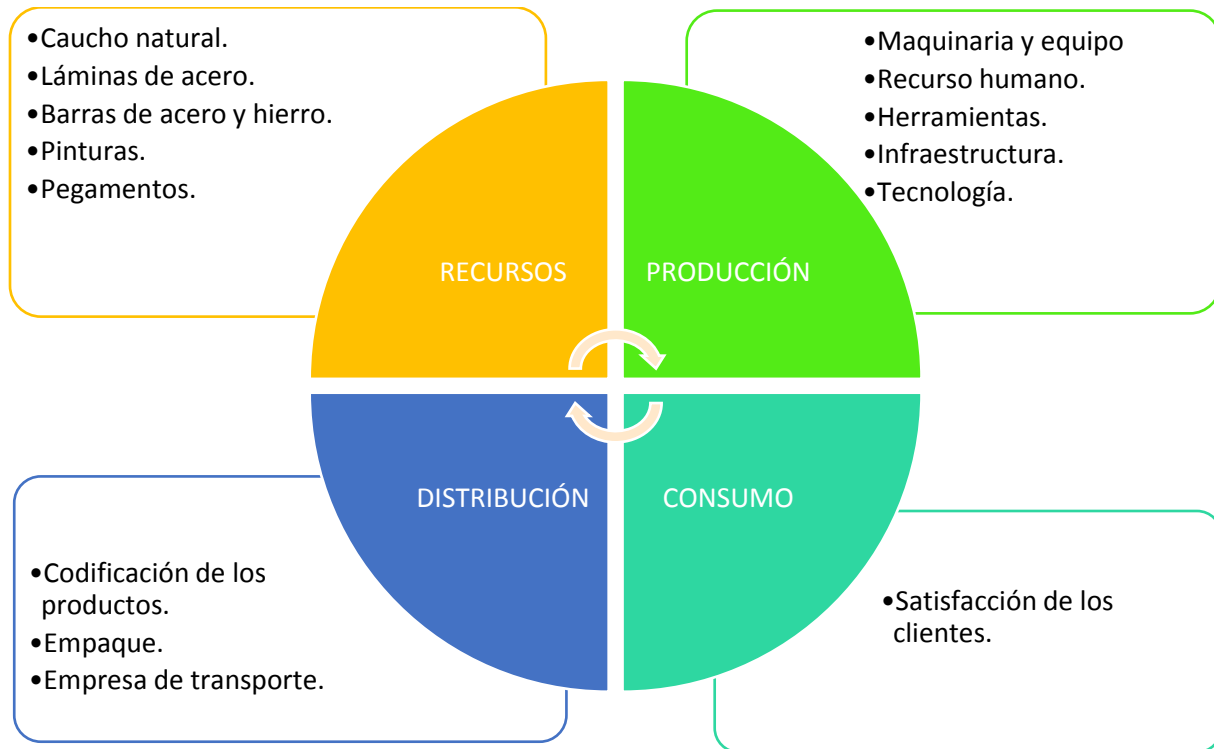 •Caucho natural.
•Láminas de acero.
•Barras de acero y hierro.
•Pinturas.
•Pegamentos.
•Maquinaria y equipo
•Recurso humano.
•Herramientas.
•Infraestructura.
•Tecnología.
RECURSOS
PRODUCCIÓN
DISTRIBUCIÓN
CONSUMO
•Codificación de los
productos.
•Empaque.
•Empresa de transporte.
•Satisfacción de los
clientes.